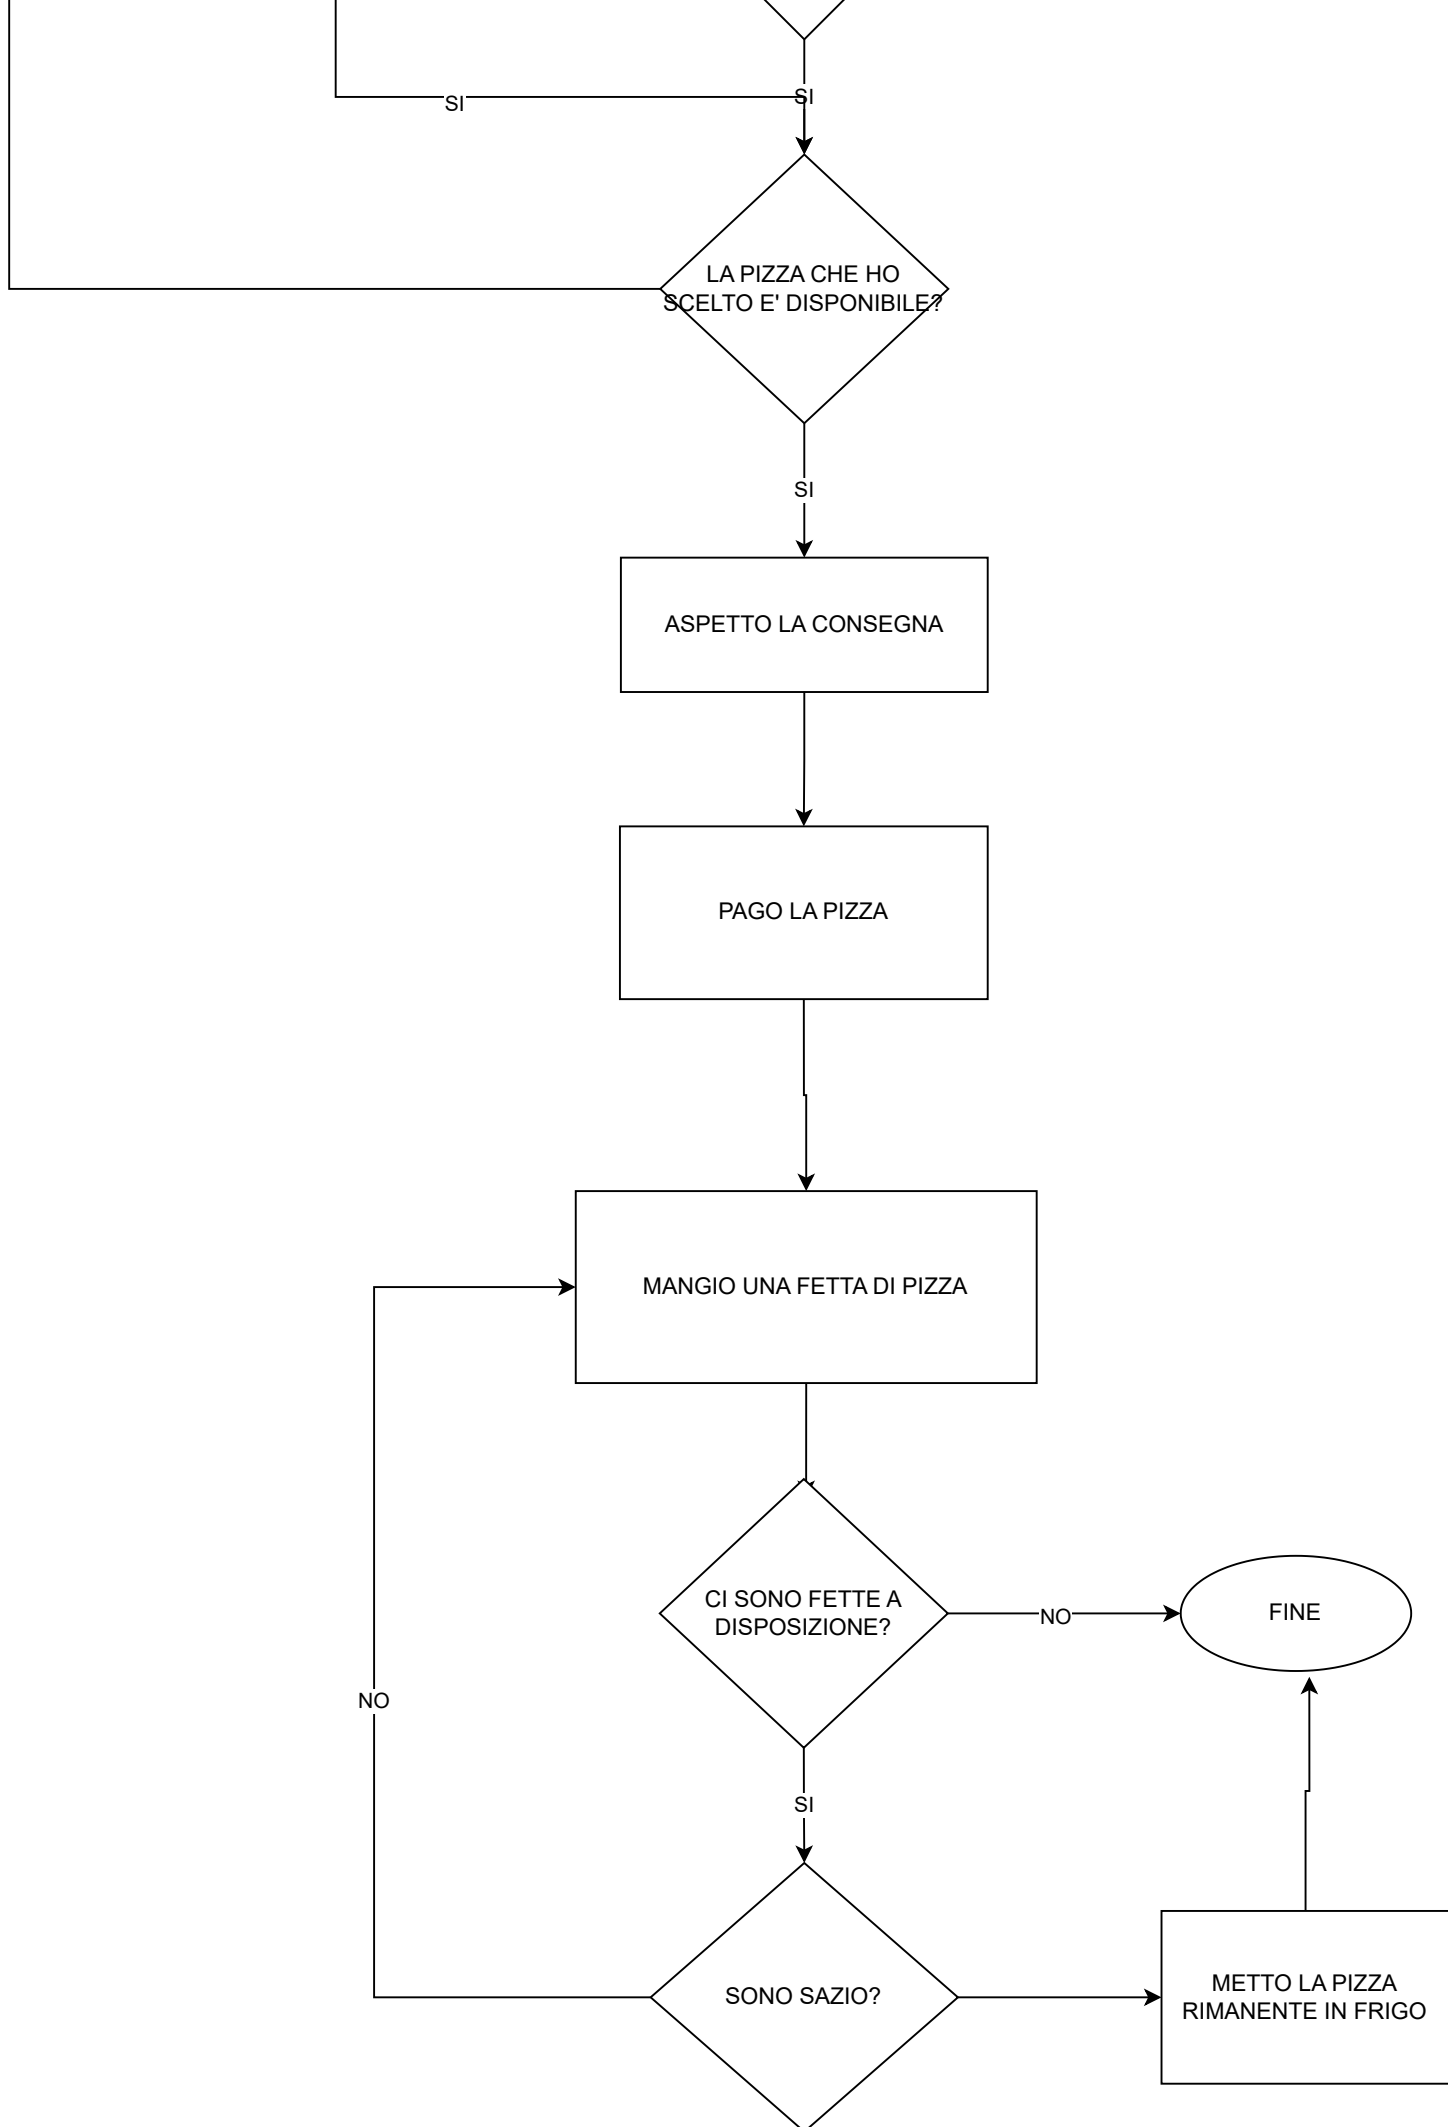 SI
SI
LA PIZZA CHE HO
SCELTO E' DISPONIBILE?
SI
ASPETTO LA CONSEGNA
PAGO LA PIZZA
MANGIO UNA FETTA DI PIZZA
CI SONO FETTE A
DISPOSIZIONE?
NO
FINE
NO
SI
SONO SAZIO?
METTO LA PIZZA
RIMANENTE IN FRIGO